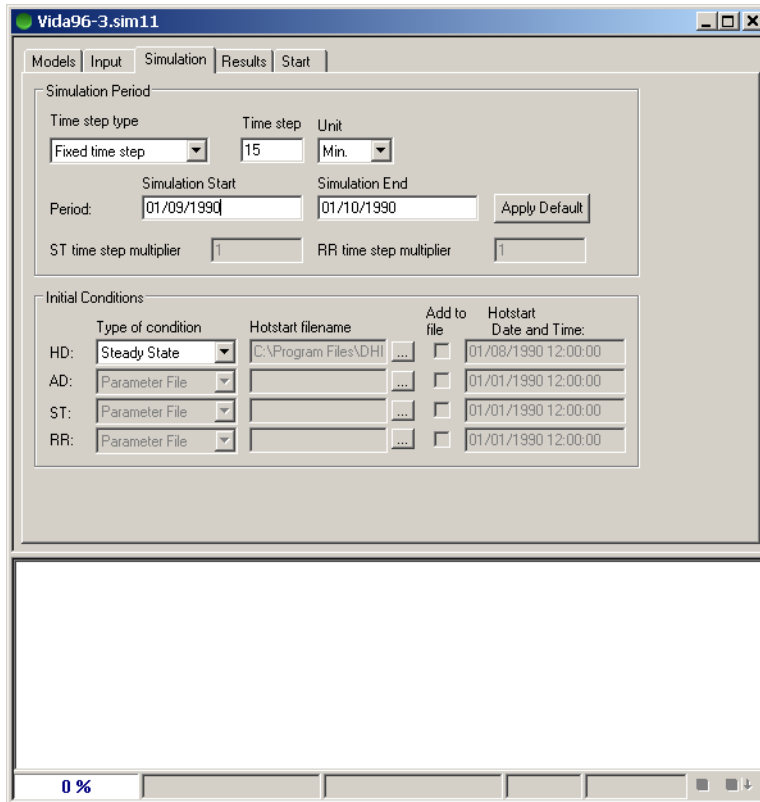 Vida96-3.sim11
Models Input Simulation Results Start
Simulation Period
Time step type Time step Unit
Fixed time step 15 Min.
Simulation Start Simulation End
Period: 01/09/1990 01/10/1990 Apply Default
ST time step multiplier 1 RR time step multiplier 1
Initial Conditions
Type of condition Hotstart filename Add to file Hotstart Date and Time:
HD: Steady State C:\Program Files\DHI ... 01/08/1990 12:00:00
AD: Parameter File ... 01/01/1990 12:00:00
ST: Parameter File ... 01/01/1990 12:00:00
RR: Parameter File ... 01/01/1990 12:00:00
0 %